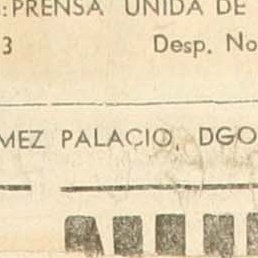 :PRENSA UNIDA DE
3 Desp. No
MEZ PALACIO, DGO